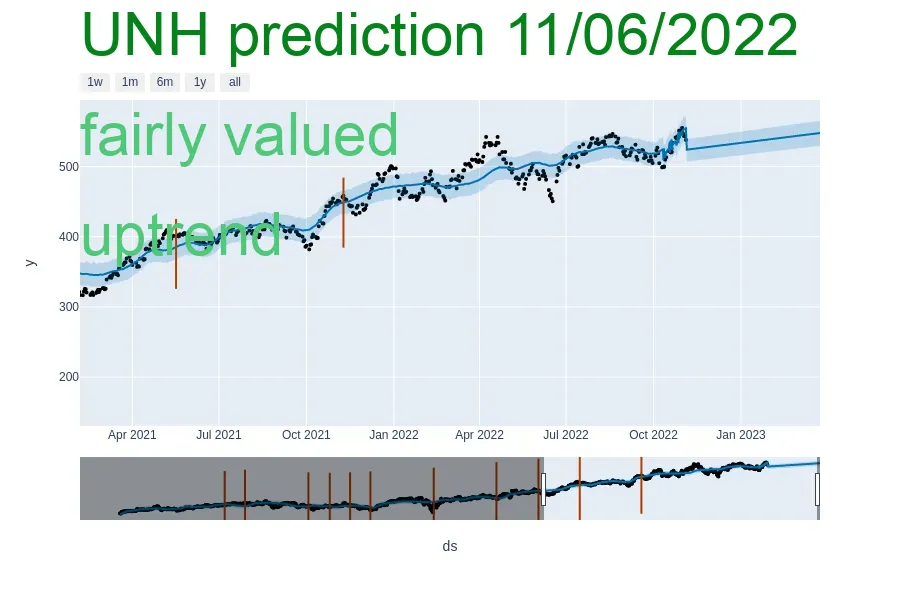 UNH prediction 11/06/2022
1w 1m 6m 1y all
fairly valued
500
uptrend
400
y
300
200
Apr 2021 Jul 2021 Oct 2021 Jan 2022 Apr 2022 Jul 2022 Oct 2022 Jan 2023
ds